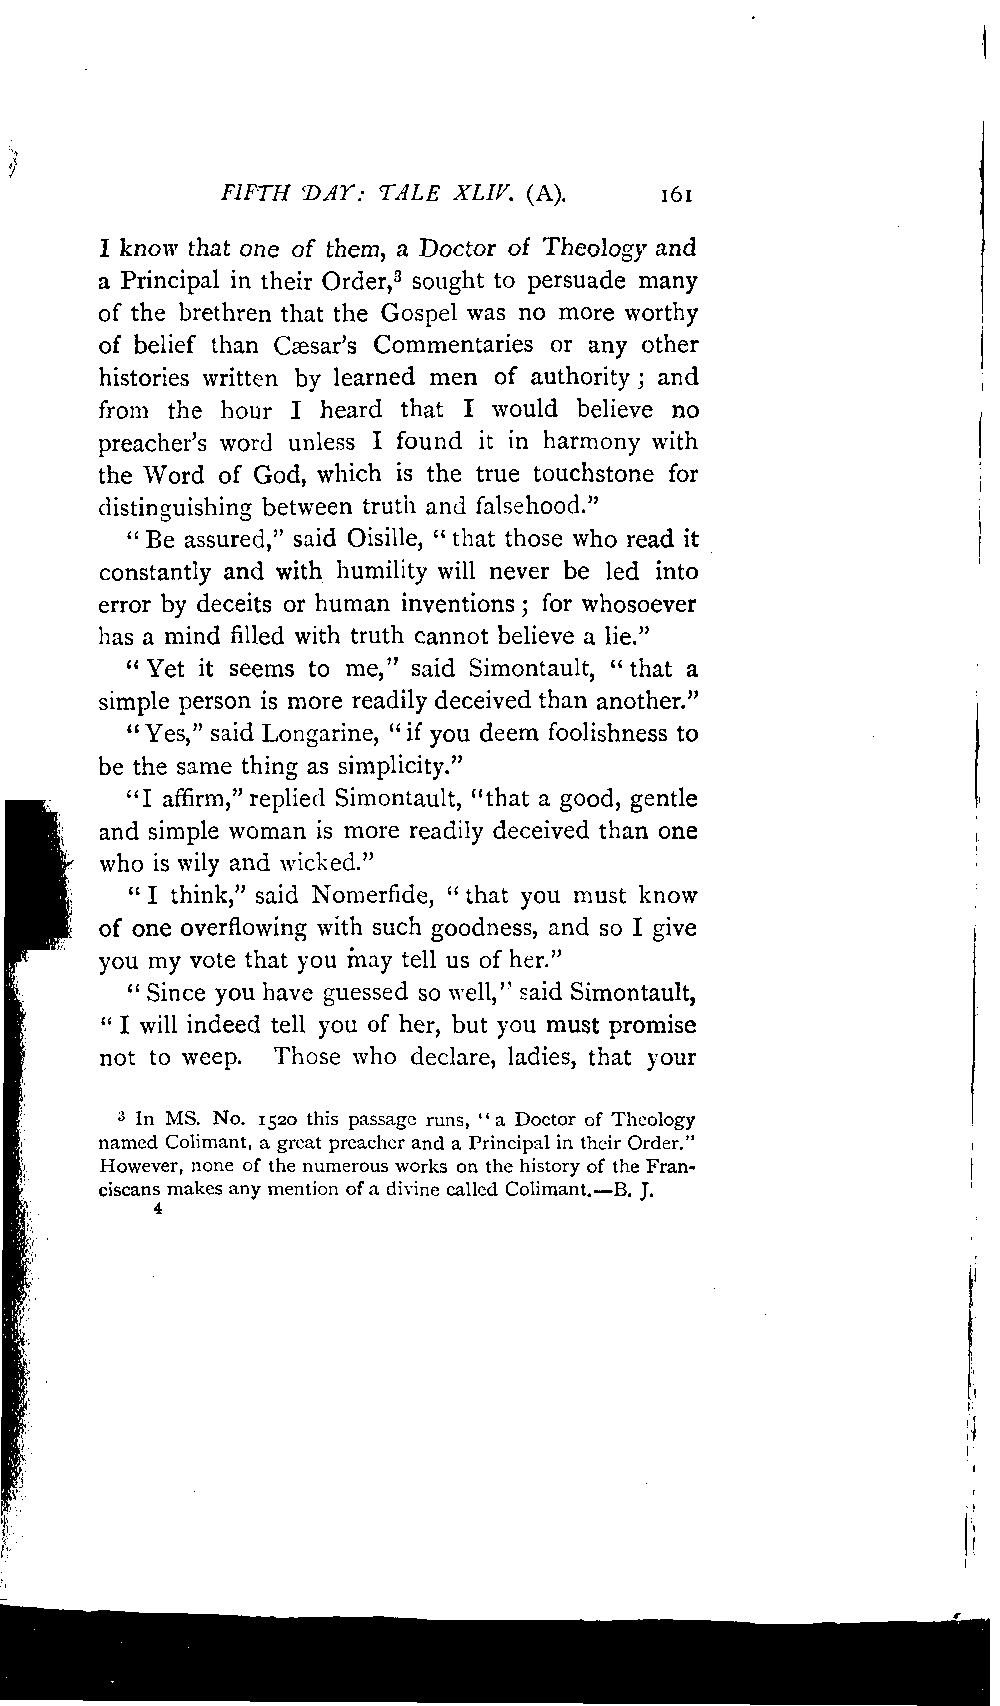 FIFTH DAY: TALE XLIV. (A). 161
I know that one of them, a Doctor of Theology and
a Principal in their Order,³ sought to persuade many
of the brethren that the Gospel was no more worthy
of belief than Cæsar's Commentaries or any other
histories written by learned men of authority; and
from the hour I heard that I would believe no
preacher's word unless I found it in harmony with
the Word of God, which is the true touchstone for
distinguishing between truth and falsehood."
"Be assured," said Oisille, "that those who read it
constantly and with humility will never be led into
error by deceits or human inventions; for whosoever
has a mind filled with truth cannot believe a lie."
"Yet it seems to me," said Simontault, "that a
simple person is more readily deceived than another."
"Yes," said Longarine, "if you deem foolishness to
be the same thing as simplicity."
"I affirm," replied Simontault, "that a good, gentle
and simple woman is more readily deceived than one
who is wily and wicked."
"I think," said Nomerfide, "that you must know
of one overflowing with such goodness, and so I give
you my vote that you may tell us of her."
"Since you have guessed so well," said Simontault,
"I will indeed tell you of her, but you must promise
not to weep. Those who declare, ladies, that your
³ In MS. No. 1520 this passage runs, "a Doctor of Theology
named Colimant, a great preacher and a Principal in their Order."
However, none of the numerous works on the history of the Fran-
ciscans makes any mention of a divine called Colimant.—B. J.
4